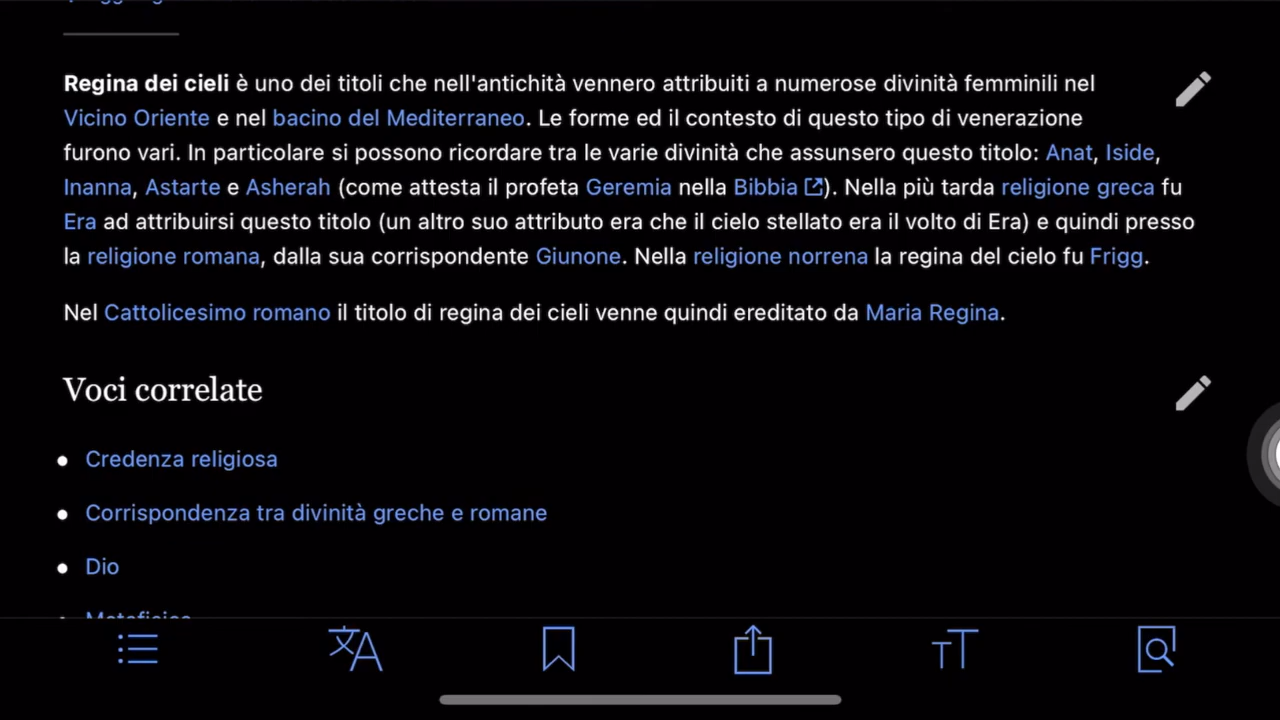 Regina dei cieli è uno dei titoli che nell'antichità vennero attribuiti a numerose divinità femminili nel
Vicino Oriente e nel bacino del Mediterraneo. Le forme ed il contesto di questo tipo di venerazione
furono vari. In particolare si possono ricordare tra le varie divinità che assunsero questo titolo: Anat, Iside,
Inanna, Astarte e Asherah (come attesta il profeta Geremia nella Bibbia). Nella più tarda religione greca fu
Era ad attribuirsi questo titolo (un altro suo attributo era che il cielo stellato era il volto di Era) e quindi presso
la religione romana, dalla sua corrispondente Giunone. Nella religione norrena la regina del cielo fu Frigg.
Nel Cattolicesimo romano il titolo di regina dei cieli venne quindi ereditato da Maria Regina.
Voci correlate
Credenza religiosa
Corrispondenza tra divinità greche e romane
Dio